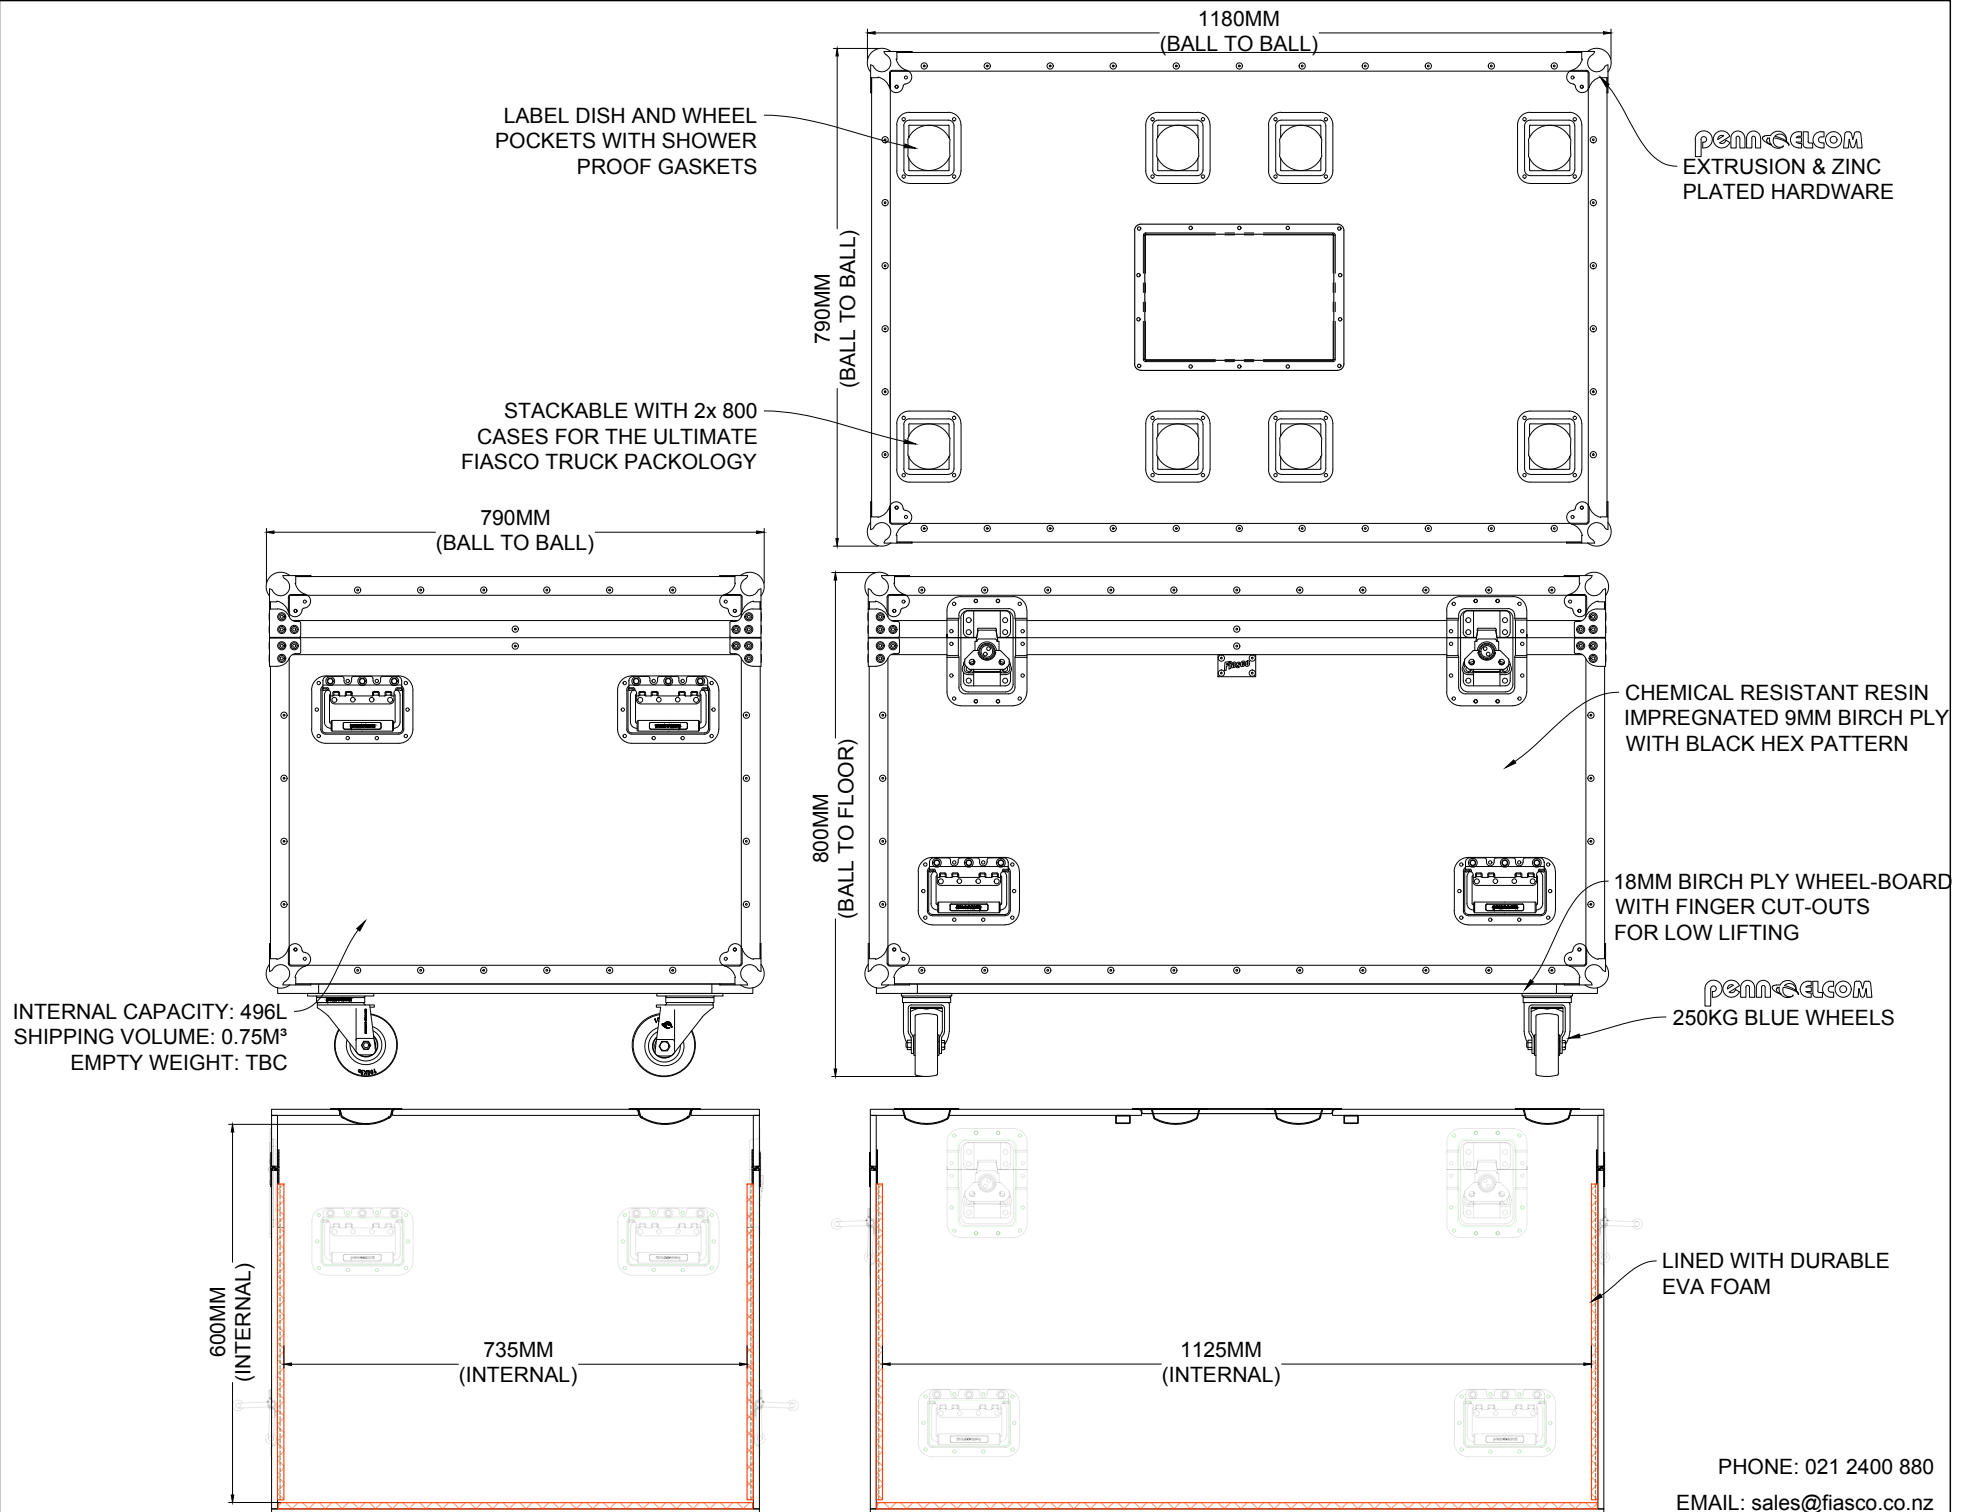 1180MM
(BALL TO BALL)
LABEL DISH AND WHEEL
POCKETS WITH SHOWER
PROOF GASKETS
penn elcom
EXTRUSION & ZINC
PLATED HARDWARE
790MM
(BALL TO BALL)
STACKABLE WITH 2x 800
CASES FOR THE ULTIMATE
FIASCO TRUCK PACKOLOGY
790MM
(BALL TO BALL)
Fiasco
CHEMICAL RESISTANT RESIN
IMPREGNATED 9MM BIRCH PLY
WITH BLACK HEX PATTERN
800MM
(BALL TO FLOOR)
18MM BIRCH PLY WHEEL-BOARD
WITH FINGER CUT-OUTS
FOR LOW LIFTING
penn elcom
250KG BLUE WHEELS
INTERNAL CAPACITY: 496L
SHIPPING VOLUME: 0.75M³
EMPTY WEIGHT: TBC
600MM
(INTERNAL)
735MM
(INTERNAL)
1125MM
(INTERNAL)
LINED WITH DURABLE
EVA FOAM
PHONE: 021 2400 880
EMAIL: sales@fiasco.co.nz